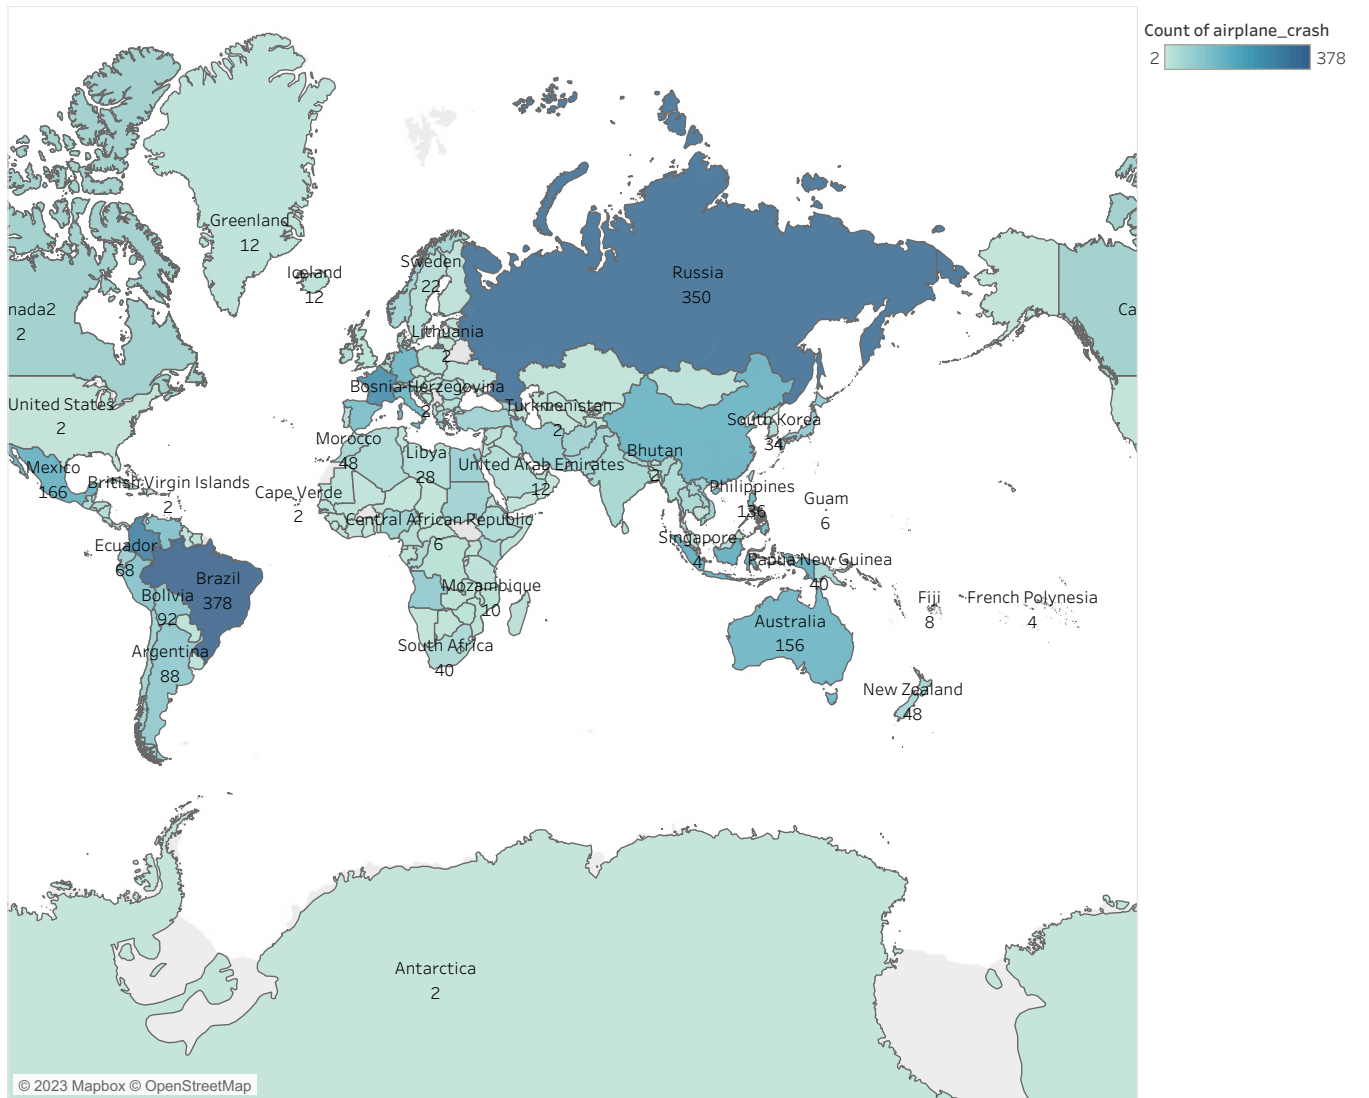 Count of airplane_crash
2
378
Greenland
12
Iceland
12
Sweden
22
Russia
350
nada2
2
Ca
Lithuania
2
Bosnia-Herzegovina
2
United States
2
Turkmenistan
2
South Korea
34
Morocco
48
Libya
28
Bhutan
2
United Arab Emirates
12
Mexico
166
British Virgin Islands
2
Cape Verde
2
Philippines
136
Guam
6
Central African Republic
6
Singapore
4
Ecuador
68
Papua New Guinea
40
Brazil
378
Mozambique
10
Bolivia
92
Fiji
8
French Polynesia
4
Australia
156
Argentina
88
South Africa
40
New Zealand
48
Antarctica
2
© 2023 Mapbox © OpenStreetMap